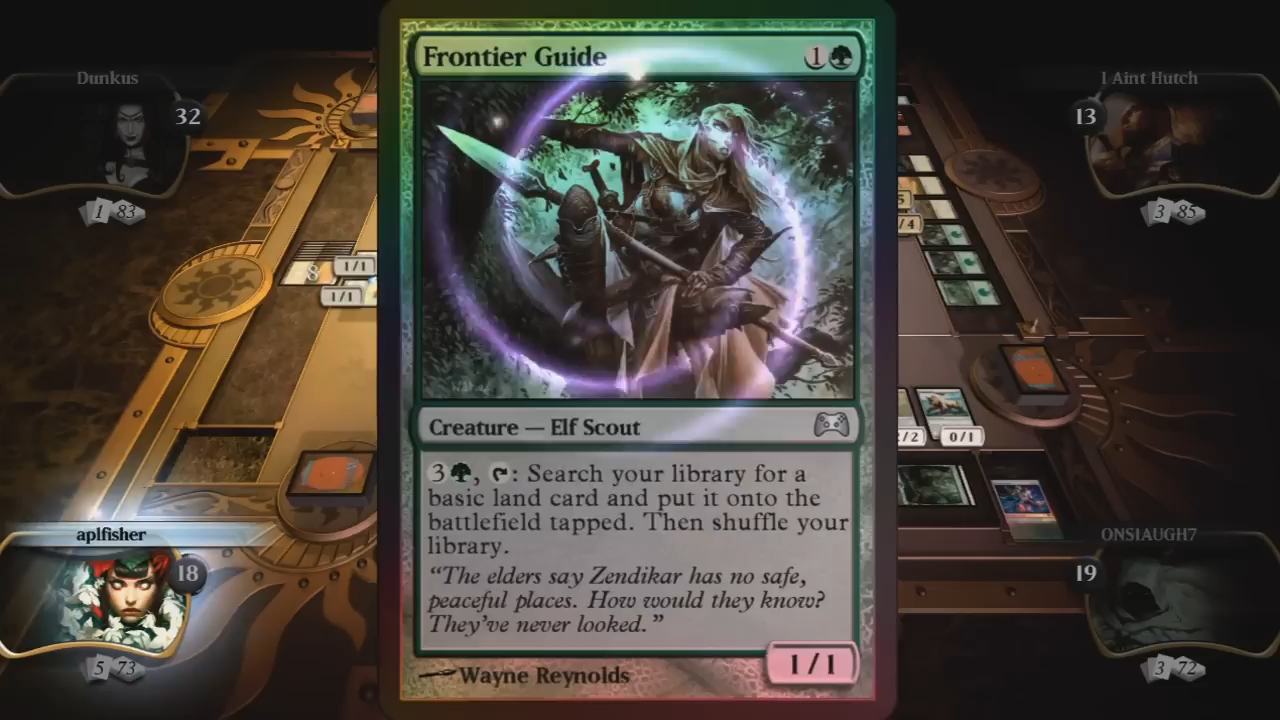 Dunkus
32
1 83
I Aint Hutch
13
3 85
Frontier Guide
1
8
1/1
1/1
5
/4
Creature — Elf Scout
/2
0/1
3 , : Search your library for a
basic land card and put it onto the
battlefield tapped. Then shuffle your
library.
“The elders say Zendikar has no safe,
peaceful places. How would they know?
They’ve never looked.”
Wayne Reynolds
1/1
aplfisher
18
5 73
ONSIAUGH7
19
3 72